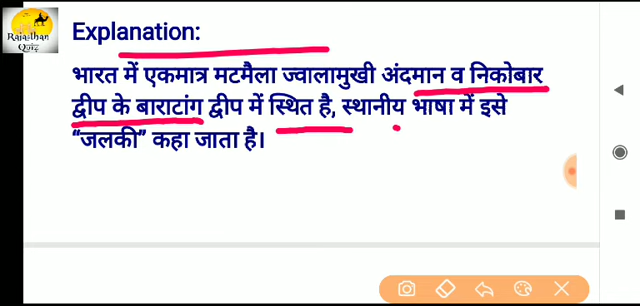 Rajasthan
Quiz
Explanation:
भारत में एकमात्र मटमैला ज्वालामुखी अंदमान व निकोबार
द्वीप के बाराटांग द्वीप में स्थित है, स्थानीय भाषा में इसे
“जलकी” कहा जाता है।